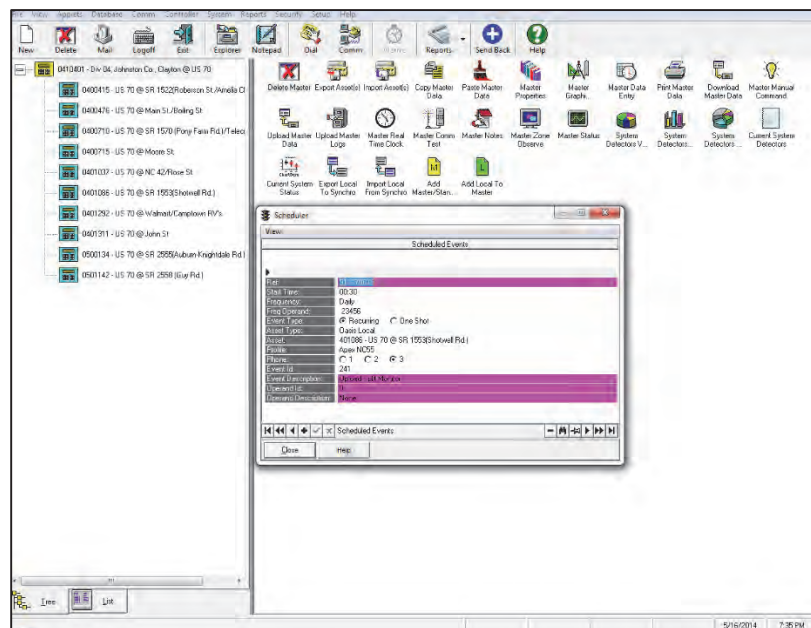 File View Applets Database Comm Controller System Reports Security Setup Help
New Delete Mail Logoff Exit Explorer Notepad Dial Comm Reports Send Back Help
0410401 - Div 04, Johnston Co., Clayton @ US 70
0400415 - US 70 @ SR 1522(Roberson St./Amelia Cl
0400476 - US 70 @ Main St./Boling St
0400710 - US 70 @ SR 1570 (Pony Farm Rd.)/Telec
0400715 - US 70 @ Moore St.
0401037 - US 70 @ NC 42/Rose St.
0401086 - US 70 @ SR 1553(Shotwell Rd.)
0401292 - US 70 @ Walmart/Camptown RV's
0401311 - US 70 @ John St
0500134 - US 70 @ SR 2555(Auburn-Knightdale Rd.)
0501142 - US 70 @ SR 2558 (Guy Rd.)
Tree List
Delete Master Export Asset(s) Import Asset(s) Copy Master Data Paste Master Data Master Properties Master Graphi... Master Data Entry Print Master Data Download Master Data Master Manual Command
Upload Master Data Upload Master Logs Master Real Time Clock Master Comm Test Master Notes Master Zone Observe Master Status System Detectors V... System Detectors... System Detectors... Current System Detectors
Current System Status Export Local To Synchro Import Local From Synchro Add Master/Stan... Add Local To Master
Scheduler
View
Scheduled Events
Ref:
Start Time: 00:30
Frequency: Daily
Freq Operand: 23456
Event Type: Recurring One Shot
Asset Type: Oasis Local
Asset: 401086 - US 70 @ SR 1553(Shotwell Rd.)
Profile: Apex NC55
Phone: 1 2 3
Event Id: 241
Event Description: Upload Split Monitor
Operand Id: 0
Operand Description: None
Scheduled Events
Close Help
5/16/2014 7:35 PM